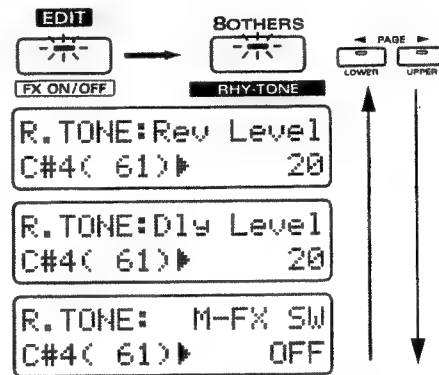 EDIT
8OTHERS
◄ PAGE ►
LOWER UPPER
FX ON/OFF
RHY-TONE
R.TONE:Rev Level
C#4( 61)▶ 20
R.TONE:Dly Level
C#4( 61)▶ 20
R.TONE: M-FX SW
C#4( 61)▶ OFF